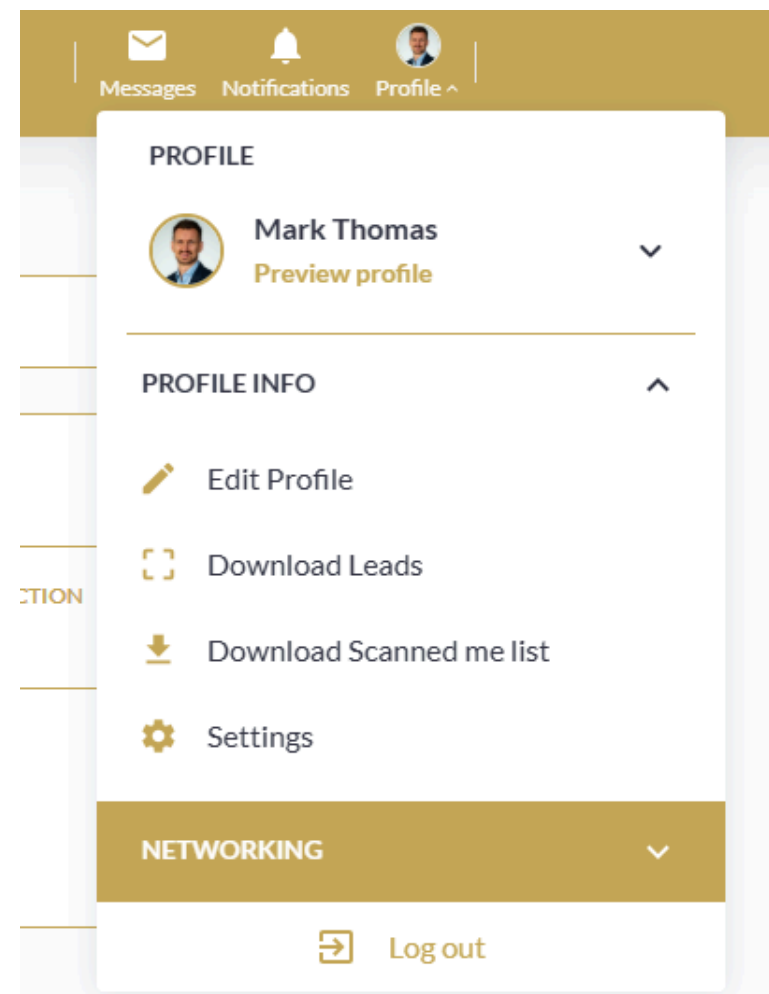 Messages Notifications Profile
PROFILE
Mark Thomas
Preview profile
PROFILE INFO
Edit Profile
Download Leads
CTION
Download Scanned me list
Settings
NETWORKING
Log out